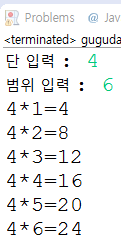 Problems @ Jav
<terminated> guguda
단 입력 : 4
범위 입력 : 6
4*1=4
4*2=8
4*3=12
4*4=16
4*5=20
4*6=24